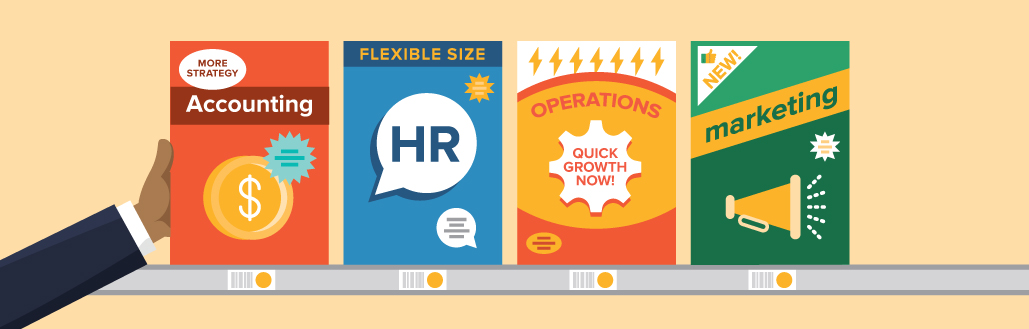 MORE
STRATEGY
Accounting
FLEXIBLE SIZE
HR
OPERATIONS
QUICK
GROWTH
NOW!
NEW!
marketing